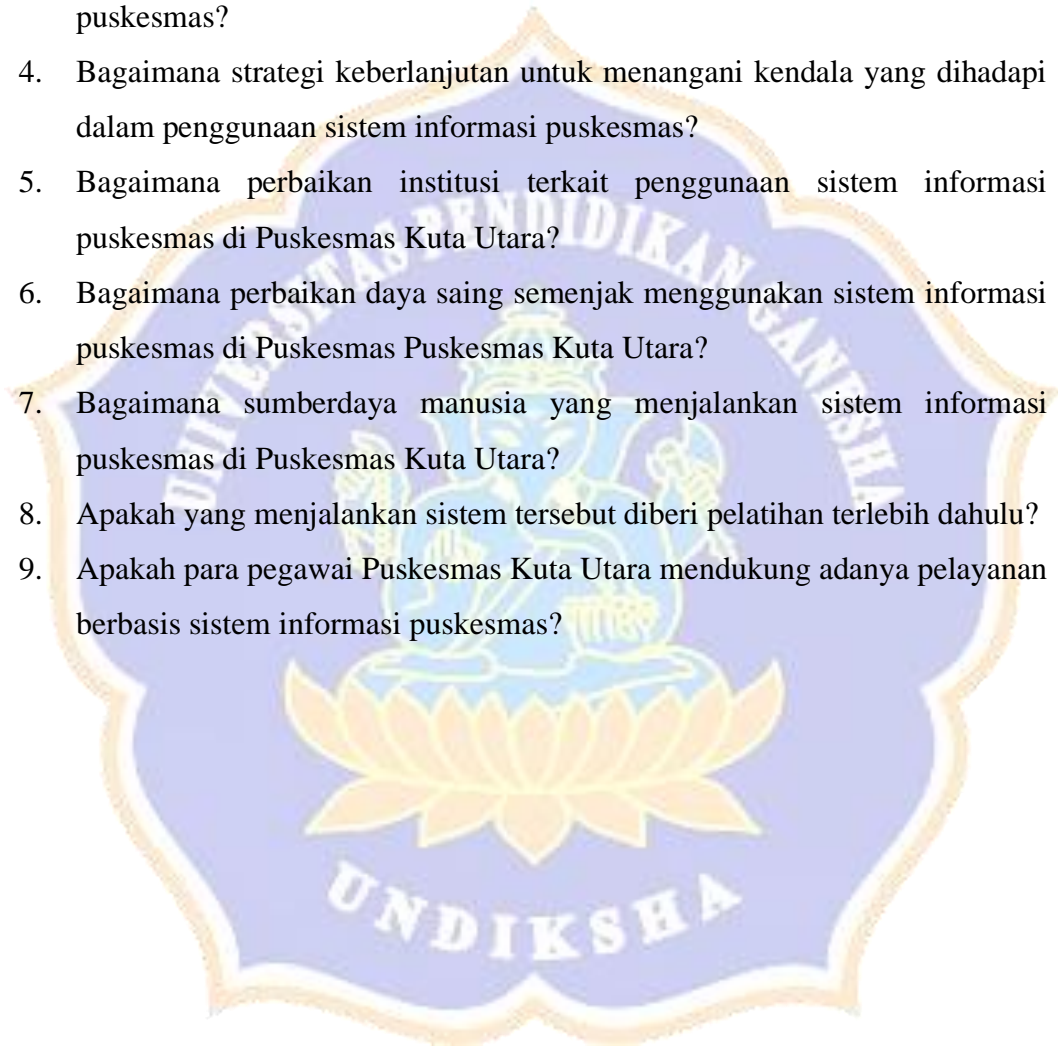 puskesmas?
4. Bagaimana strategi keberlanjutan untuk menangani kendala yang dihadapi
dalam penggunaan sistem informasi puskesmas?
5. Bagaimana perbaikan institusi terkait penggunaan sistem informasi
puskesmas di Puskesmas Kuta Utara?
6. Bagaimana perbaikan daya saing semenjak menggunakan sistem informasi
puskesmas di Puskesmas Puskesmas Kuta Utara?
7. Bagaimana sumberdaya manusia yang menjalankan sistem informasi
puskesmas di Puskesmas Kuta Utara?
8. Apakah yang menjalankan sistem tersebut diberi pelatihan terlebih dahulu?
9. Apakah para pegawai Puskesmas Kuta Utara mendukung adanya pelayanan
berbasis sistem informasi puskesmas?
UNIVERSITAS PENDIDIKAN GANESHA
UNDIKSHA